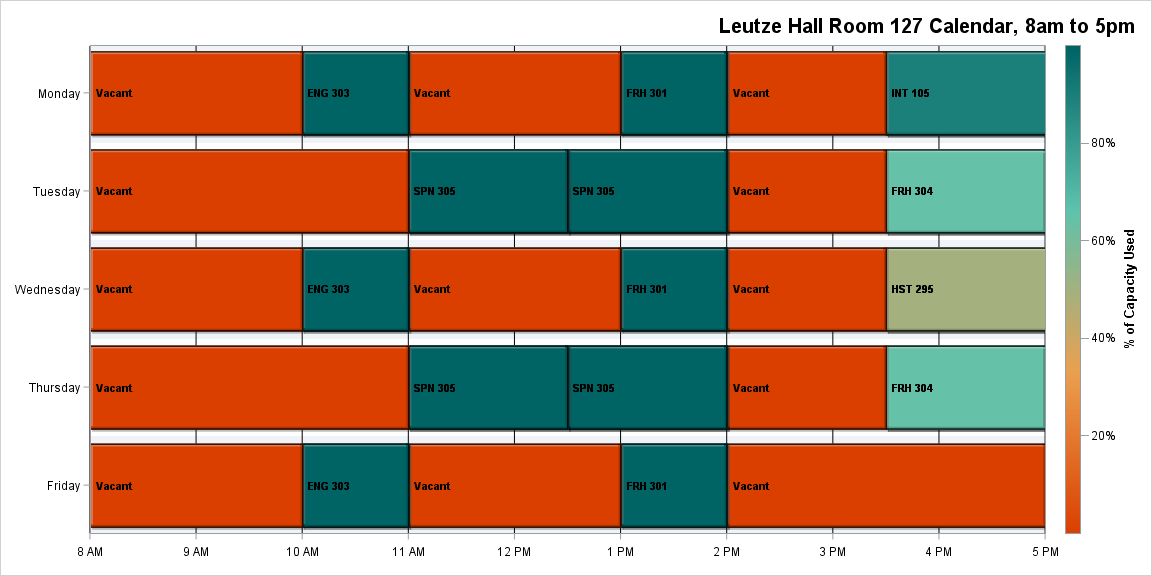 Leutze Hall Room 127 Calendar, 8am to 5pm
Monday
Vacant
ENG 303
Vacant
FRH 301
Vacant
INT 105
Tuesday
Vacant
SPN 305
SPN 305
Vacant
FRH 304
Wednesday
Vacant
ENG 303
Vacant
FRH 301
Vacant
HST 295
Thursday
Vacant
SPN 305
SPN 305
Vacant
FRH 304
Friday
Vacant
ENG 303
Vacant
FRH 301
Vacant
8 AM
9 AM
10 AM
11 AM
12 PM
1 PM
2 PM
3 PM
4 PM
5 PM
80%
60%
40%
20%
% of Capacity Used